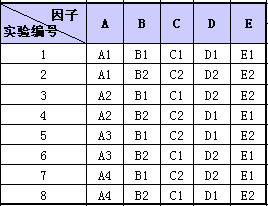 因子 A B C D E
实验编号
1 A1 B1 C1 D1 E1
2 A1 B2 C2 D2 E2
3 A2 B1 C1 D2 E2
4 A2 B2 C2 D1 E1
5 A3 B1 C2 D1 E2
6 A3 B2 C1 D2 E1
7 A4 B1 C2 D2 E1
8 A4 B2 C1 D1 E2